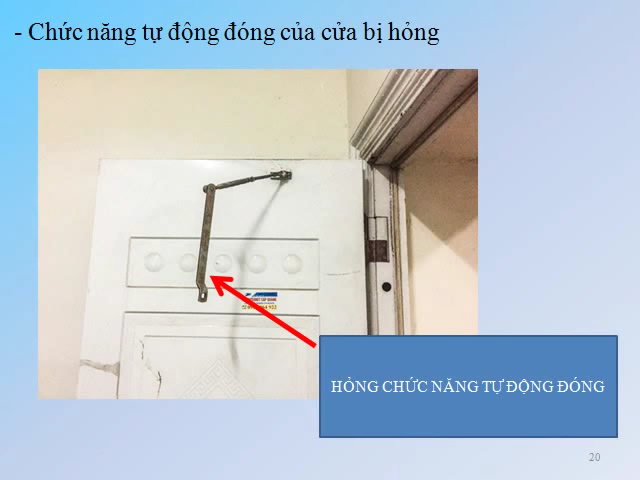 - Chức năng tự động đóng của cửa bị hỏng
HỎNG CHỨC NĂNG TỰ ĐỘNG ĐÓNG
20